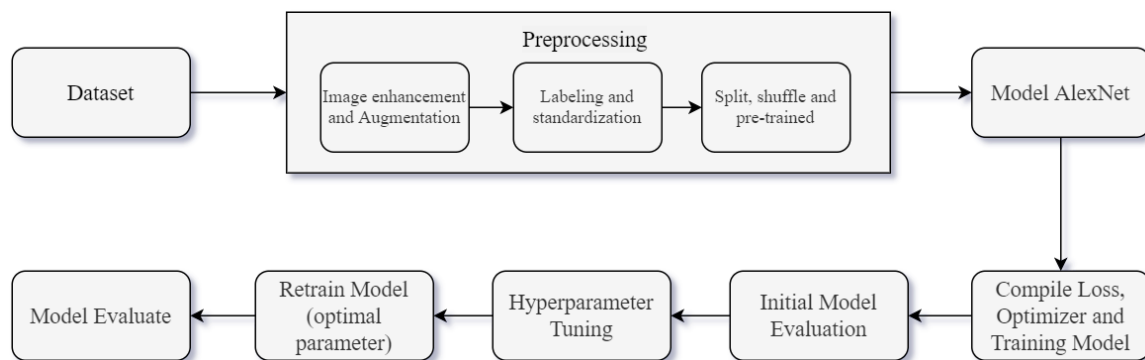 Preprocessing
Dataset
Image enhancement
and Augmentation
Labeling and
standardization
Split, shuffle and
pre-trained
Model AlexNet
Compile Loss,
Optimizer and
Training Model
Initial Model
Evaluation
Hyperparameter
Tuning
Retrain Model
(optimal
parameter)
Model Evaluate